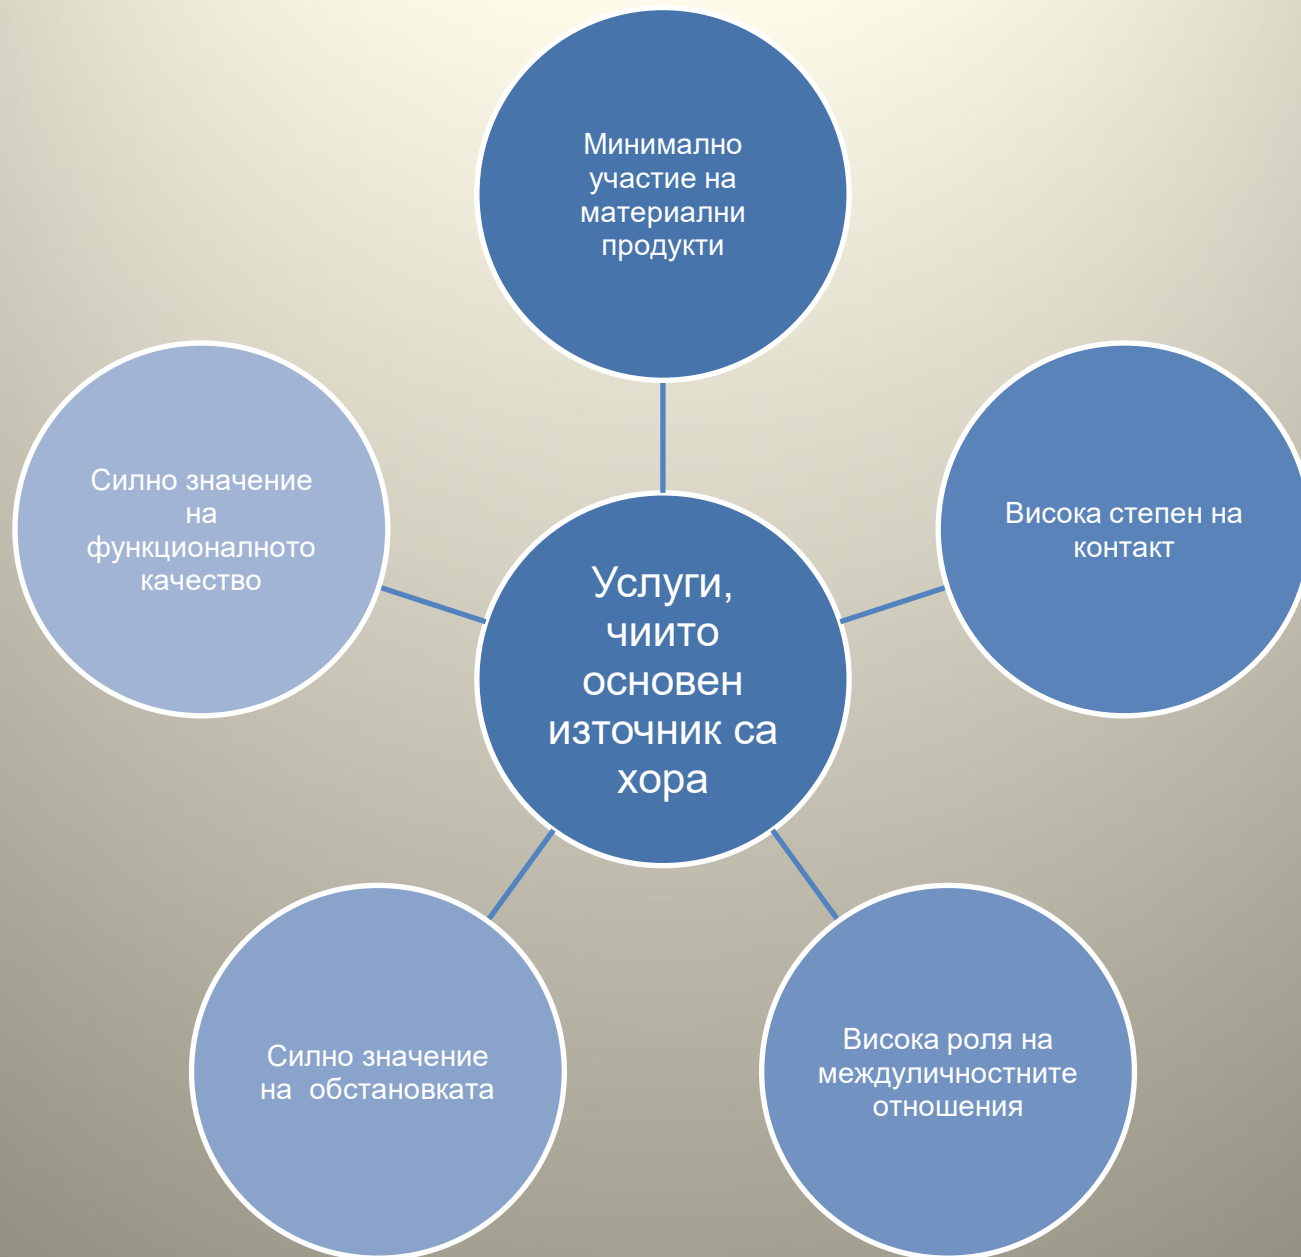 Минимално
участие на
материални
продукти
Силно значение
на
функционалното
качество
Висока степен на
контакт
Услуги,
чиито
основен
източник са
хора
Силно значение
на  обстановката
Висока роля на
междуличностните
отношения